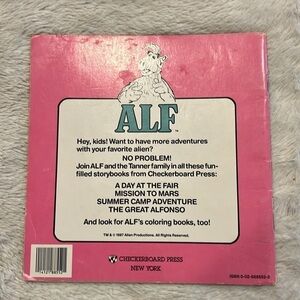 ALF
TM
Hey, kids! Want to have more adventures
with your favorite alien?
NO PROBLEM!
Join ALF and the Tanner family in all these fun-
filled storybooks from Checkerboard Press:
A DAY AT THE FAIR
MISSION TO MARS
SUMMER CAMP ADVENTURE
THE GREAT ALFONSO
And look for ALF's coloring books, too!
TM & © 1987 Alien Productions. All Rights Reserved.
CHECKERBOARD PRESS
NEW YORK